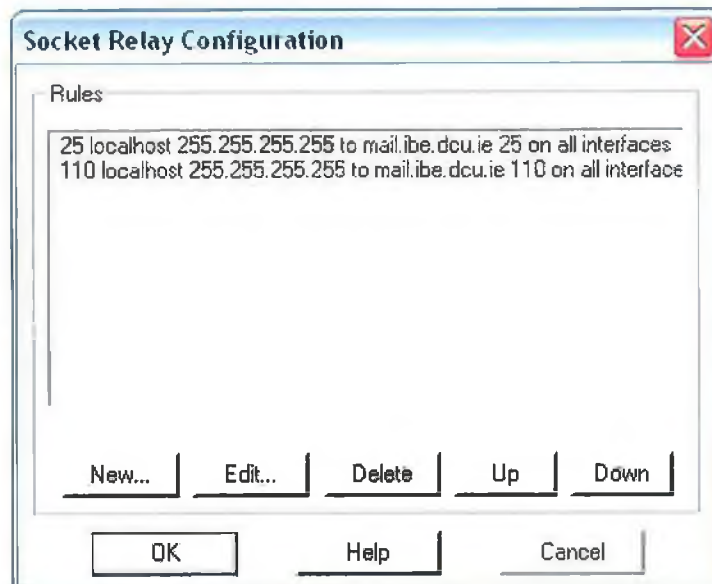 Socket Relay Configuration
Rules
25 localhost 255.255.255.255 to mail.ibe.dcu.ie 25 on all interfaces
110 localhost 255.255.255.255 to mail.ibe.dcu.ie 110 on all interface
New... Edit... Delete Up Down
OK Help Cancel